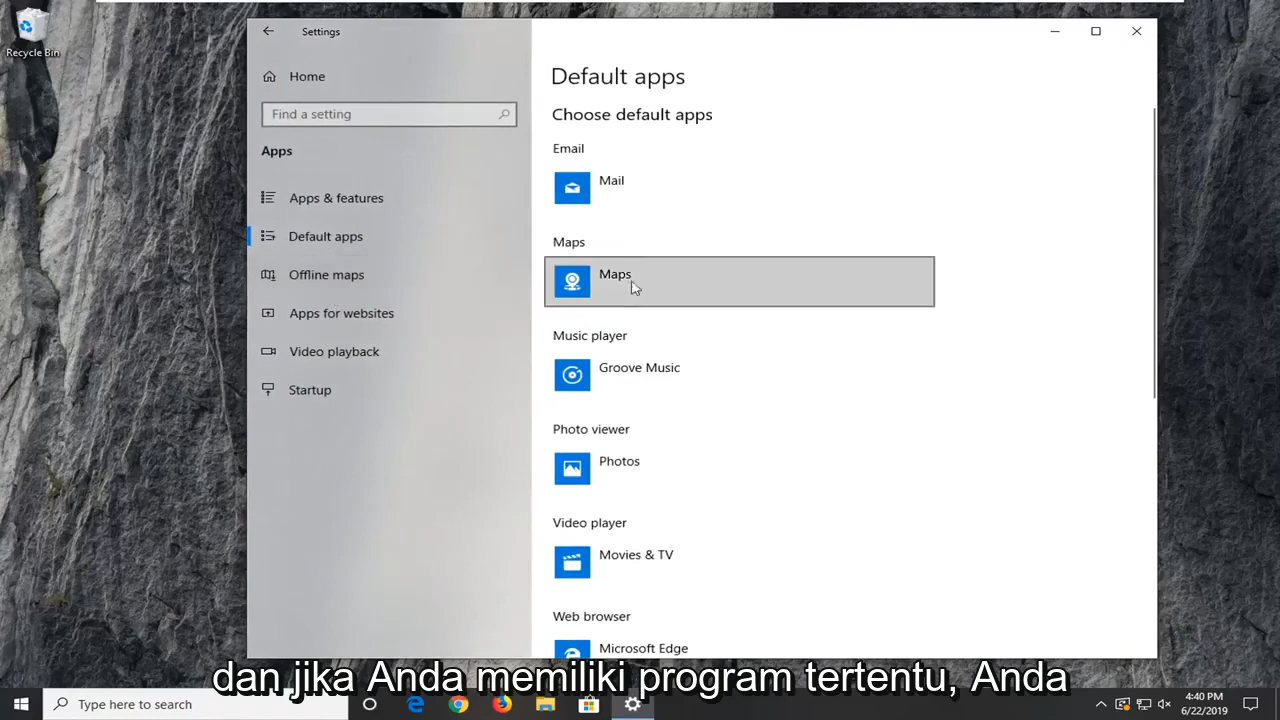 Recycle Bin
Settings
Home
Find a setting
Apps
Apps & features
Default apps
Offline maps
Apps for websites
Video playback
Startup
Default apps
Choose default apps
Email
Mail
Maps
Maps
Music player
Groove Music
Photo viewer
Photos
Video player
Movies & TV
Web browser
Microsoft Edge
dan jika Anda memiliki program tertentu, Anda
Type here to search
4:40 PM
6/22/2019